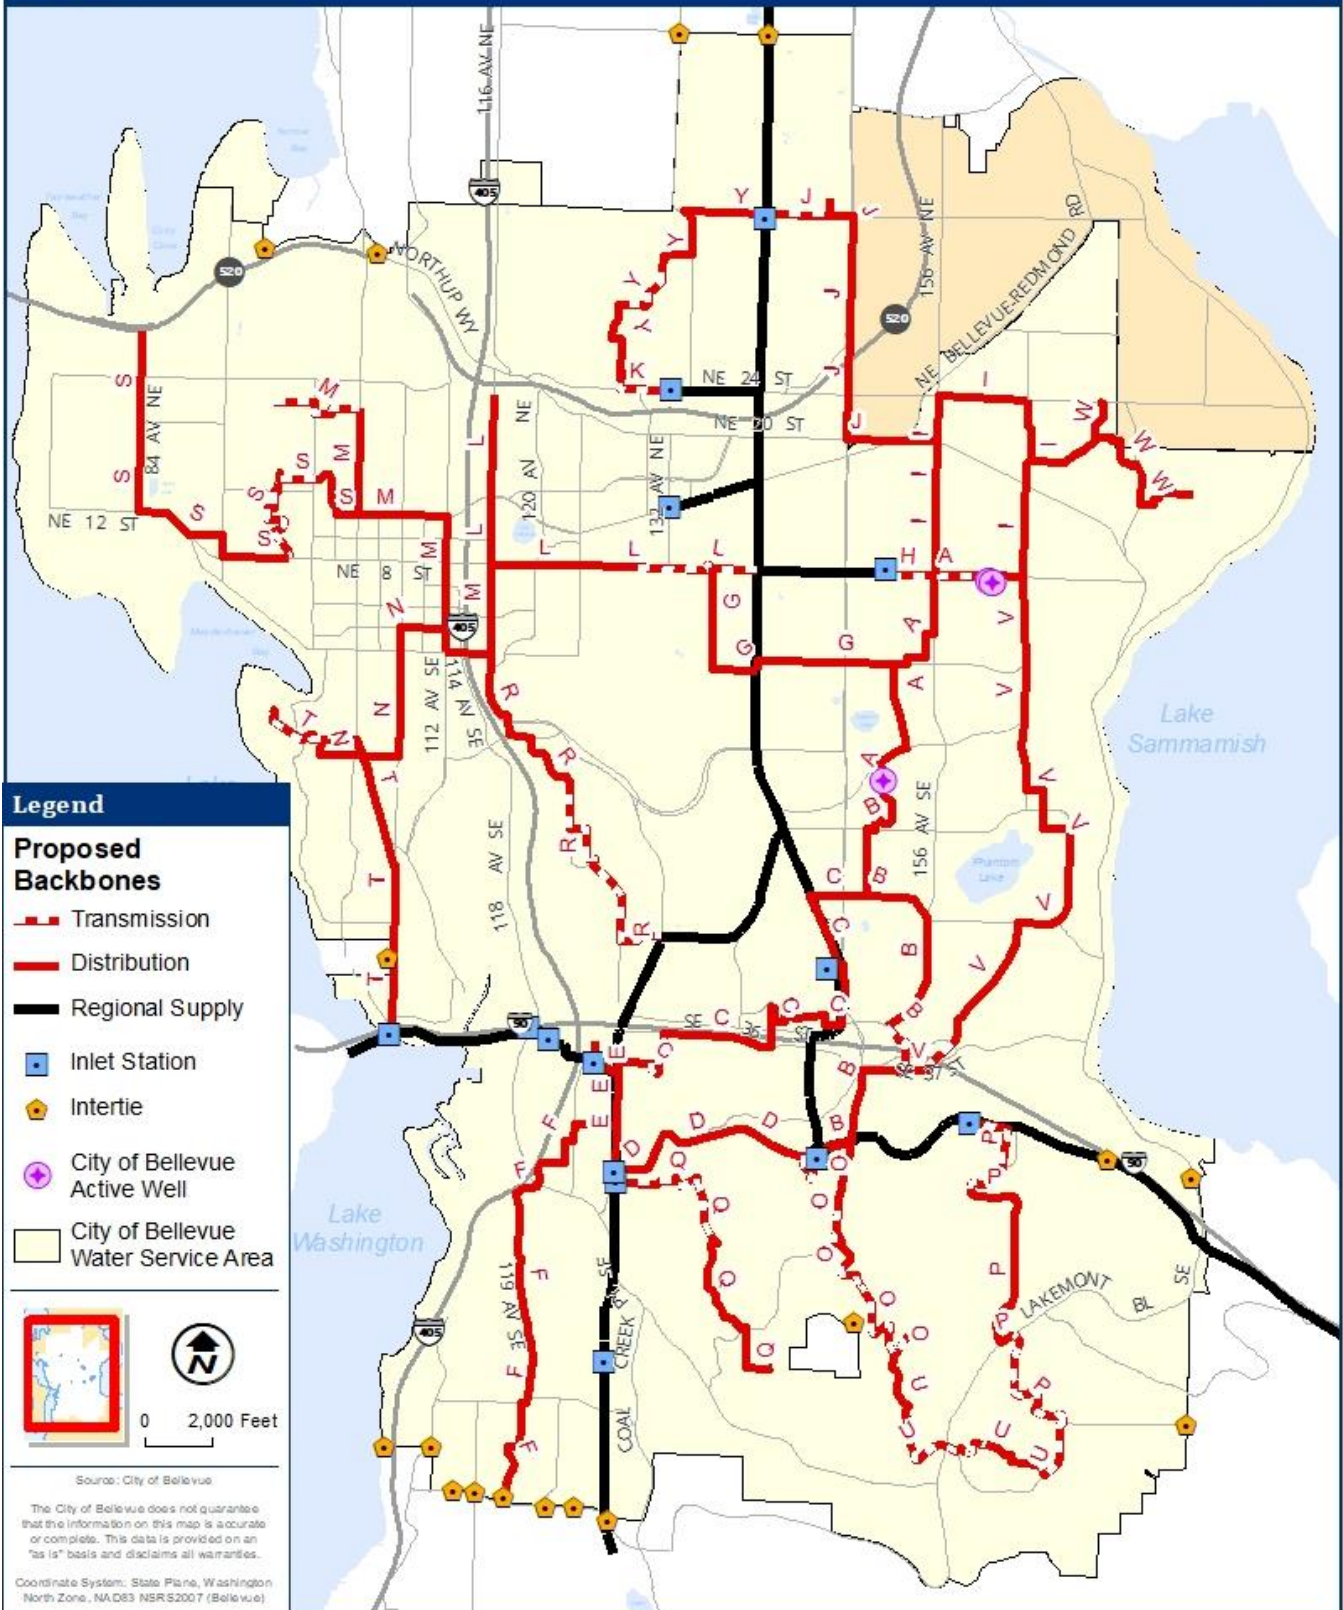 116 AV NE
405
520
NORTHUP WY
156 AV NE
NE BELLEVUE-REDMOND RD
520
Y
J
J
Y
Y
Y
J
J
K
NE 24 ST
NE 20 ST
J
I
I
I
W
W
W
W
I
I
I
S
84 AV NE
S
M
M
S
S
S
M
S
S
NE 12 ST
NE 8 ST
M
M
L
L
120 AV NE
L
L
L
H
A
G
G
G
A
A
V
V
N
405
112 AV SE
114 AV SE
N
T
N
T
R
R
R
R
A
B
156 AV SE
V
V
V
V
Lake
Sammamish
Phantom
Lake
118 AV SE
T
T
C
B
C
B
B
90
SE 36 ST
C
C
C
C
E
E
E
V
SE 37 ST
B
B
F
F
D
D
D
Q
O
O
O
O
O
P
P
P
P
P
90
Lake
Washington
Q
Q
Q
F
F
F
119 AV SE
405
COAL CREEK PW SE
LAKEMONT BL SE
U
U
U
U
Legend
Proposed
Backbones
Transmission
Distribution
Regional Supply
Inlet Station
Intertie
City of Bellevue
Active Well
City of Bellevue
Water Service Area
N
0 2,000 Feet
Source: City of Bellevue
The City of Bellevue does not guarantee
that the information on this map is accurate
or complete. This data is provided on an
"as is" basis and disclaims all warranties.
Coordinate System: State Plane, Washington
North Zone, NAD83 NSRS2007 (Bellevue)